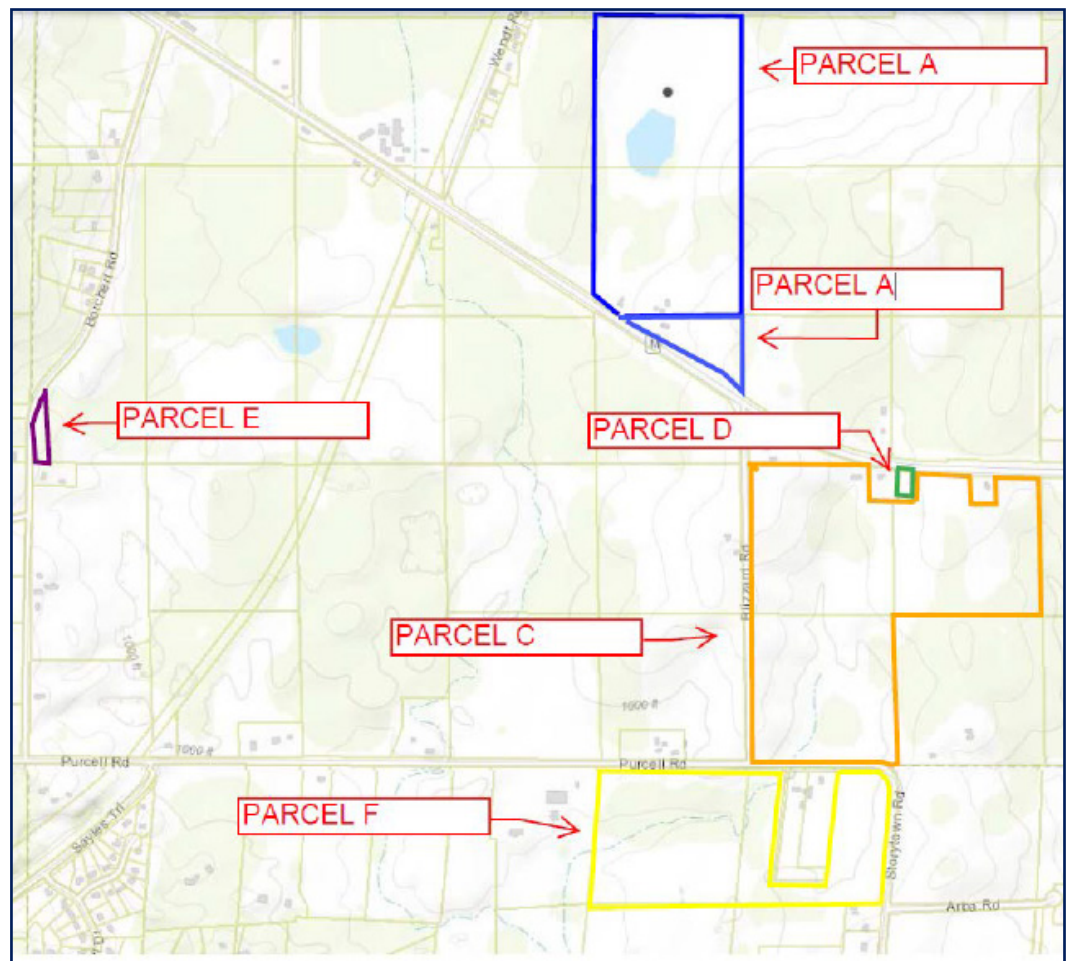 Wendt Rd
PARCEL A
PARCEL A
Borchert Rd
M
PARCEL E
PARCEL D
Blizzard Rd
PARCEL C
1000 ft
1000 ft
1000 ft
Purcell Rd
Purcell Rd
PARCEL F
Sayles Trl
Storytown Rd
Arba Rd